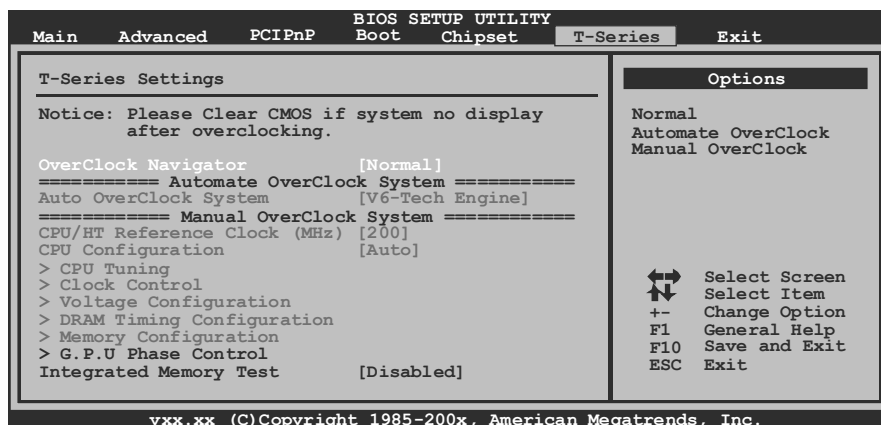 BIOS SETUP UTILITY
Main Advanced PCIPnP Boot Chipset T-Series Exit
T-Series Settings
Notice: Please Clear CMOS if system no display
after overclocking.
OverClock Navigator [Normal]
=========== Automate OverClock System ===========
Auto OverClock System [V6-Tech Engine]
============ Manual OverClock System ============
CPU/HT Reference Clock (MHz) [200]
CPU Configuration [Auto]
> CPU Tuning
> Clock Control
> Voltage Configuration
> DRAM Timing Configuration
> Memory Configuration
> G.P.U Phase Control
Integrated Memory Test [Disabled]
Options
Normal
Automate OverClock
Manual OverClock
Select Screen
Select Item
+- Change Option
F1 General Help
F10 Save and Exit
ESC Exit
vxx.xx (C)Copyright 1985-200x, American Megatrends, Inc.